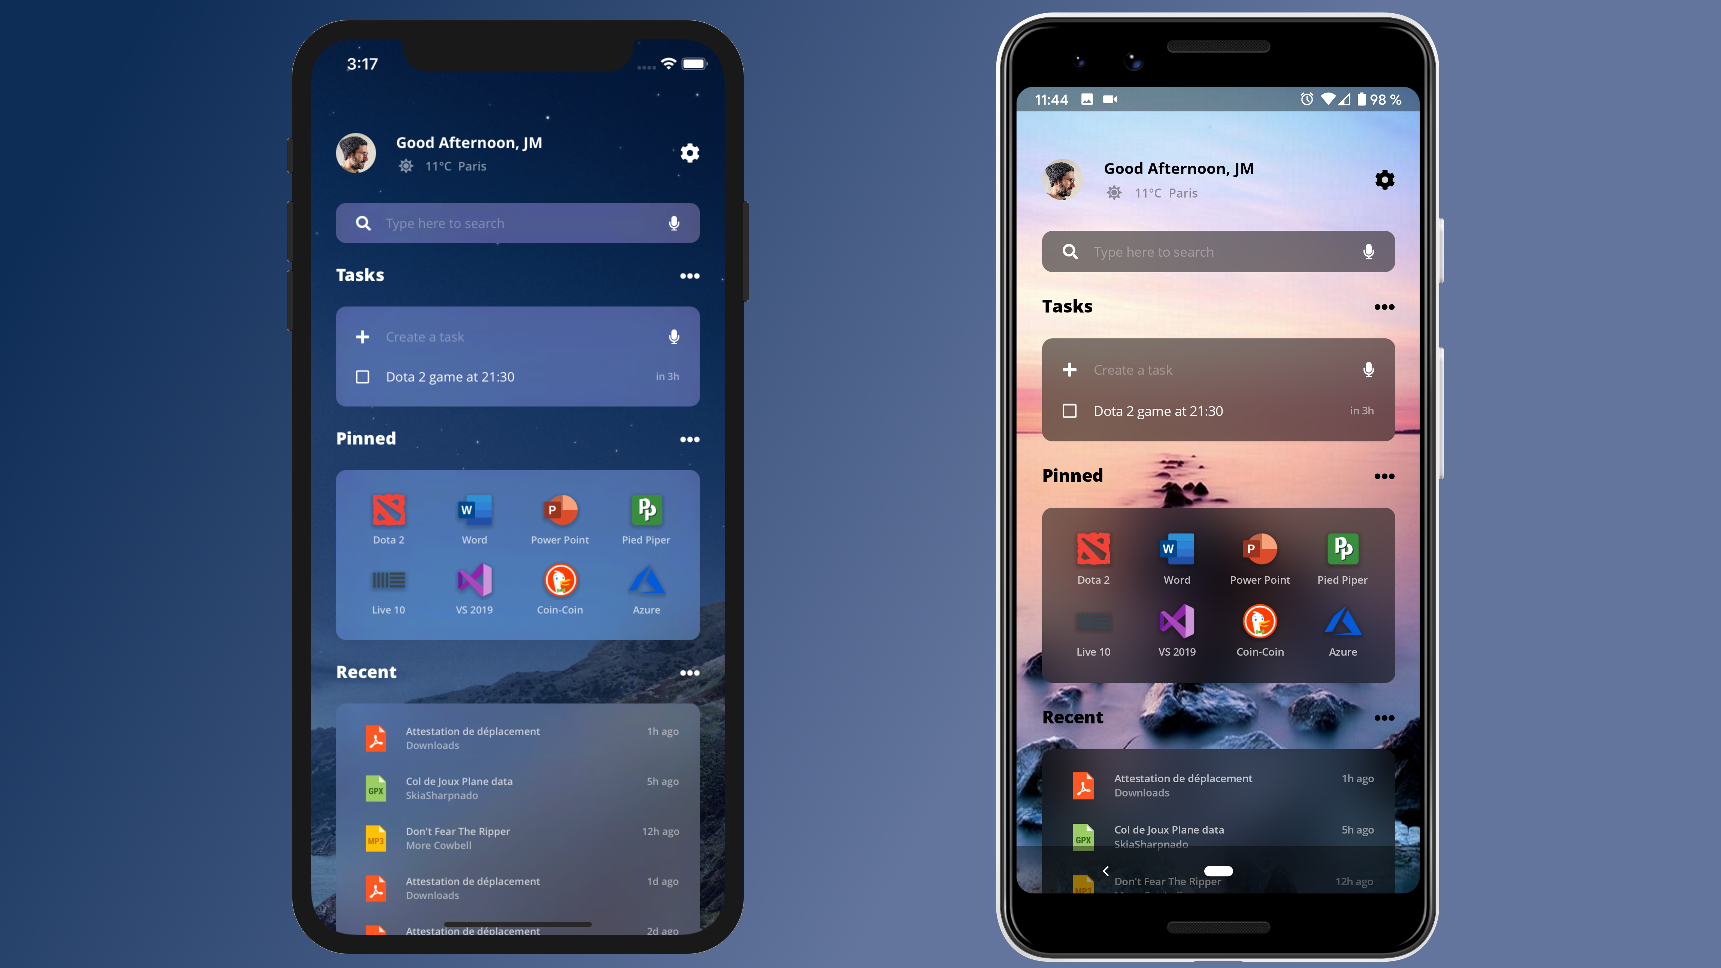 3:17
Good Afternoon, JM
11°C Paris
Type here to search
Tasks
Create a task
Dota 2 game at 21:30 in 3h
Pinned
W P Pp
Dota 2 Word Power Point Pied Piper
Live 10 VS 2019 Coin-Coin Azure
Recent
Attestation de déplacement 1h ago
Downloads
GPX Col de Joux Plane data 5h ago
SkiaSharpnado
MP3 Don't Fear The Ripper 12h ago
More Cowbell
Attestation de déplacement 1d ago
Downloads
Attestation de déplacement 2d ago
11:44 98 %
Good Afternoon, JM
11°C Paris
Type here to search
Tasks
Create a task
Dota 2 game at 21:30 in 3h
Pinned
W P Pp
Dota 2 Word Power Point Pied Piper
Live 10 VS 2019 Coin-Coin Azure
Recent
Attestation de déplacement 1h ago
Downloads
GPX Col de Joux Plane data 5h ago
SkiaSharpnado
MP3 Don't Fear The Ripper 12h ago